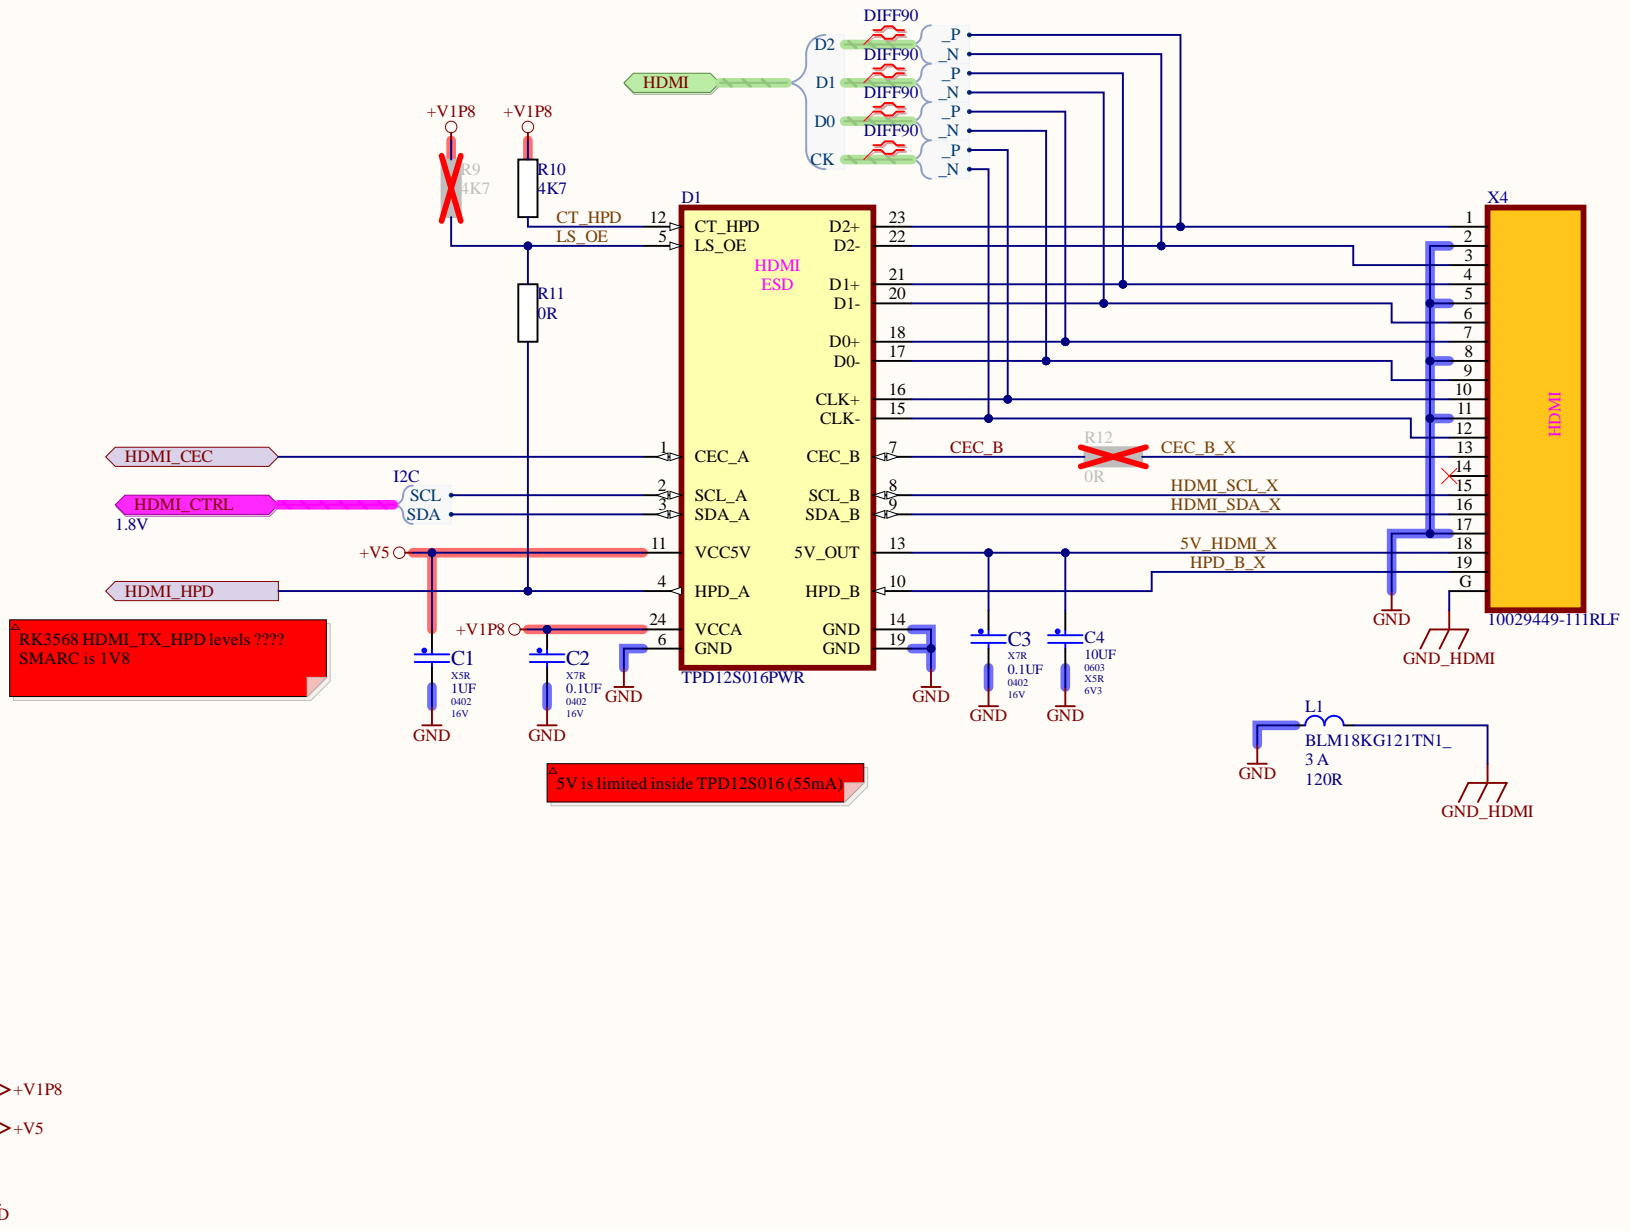 DIFF90
D2
_P
DIFF90
_N
HDMI
D1
_P
DIFF90
_N
D0
_P
DIFF90
_N
CK
_P
_N
+V1P8
+V1P8
R9
4K7
R10
4K7
D1
X4
CT_HPD
12
CT_HPD
D2+
23
1
LS_OE
5
LS_OE
D2-
22
2
HDMI
ESD
3
D1+
21
4
R11
0R
D1-
20
5
6
D0+
18
7
D0-
17
8
9
CLK+
16
10
CLK-
15
11
12
HDMI
HDMI_CEC
1
CEC_A
CEC_B
7
CEC_B
R12
0R
CEC_B_X
13
14
I2C
HDMI_CTRL
1.8V
SCL
2
SCL_A
SCL_B
8
HDMI_SCL_X
15
SDA
3
SDA_A
SDA_B
9
HDMI_SDA_X
16
17
+V5
11
VCC5V
5V_OUT
13
5V_HDMI_X
18
HPD_B_X
19
HDMI_HPD
4
HPD_A
HPD_B
10
G
+V1P8
24
VCCA
GND
14
6
GND
GND
19
GND
10029449-111RLF
GND_HDMI
RK3568 HDMI_TX_HPD levels ????
SMARC is 1V8
C1
X5R
1UF
0402
16V
GND
C2
X7R
0.1UF
0402
16V
GND
GND
TPD12S016PWR
GND
C3
X7R
0.1UF
0402
16V
GND
C4
10UF
0603
X5R
6V3
GND
L1
BLM18KG121TN1_
3 A
120R
GND
GND_HDMI
5V is limited inside TPD12S016 (55mA)
+V1P8
+V5
D